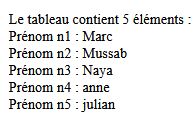 Le tableau contient 5 éléments :
Prénom n1 : Marc
Prénom n2 : Mussab
Prénom n3 : Naya
Prénom n4 : anne
Prénom n5 : julian